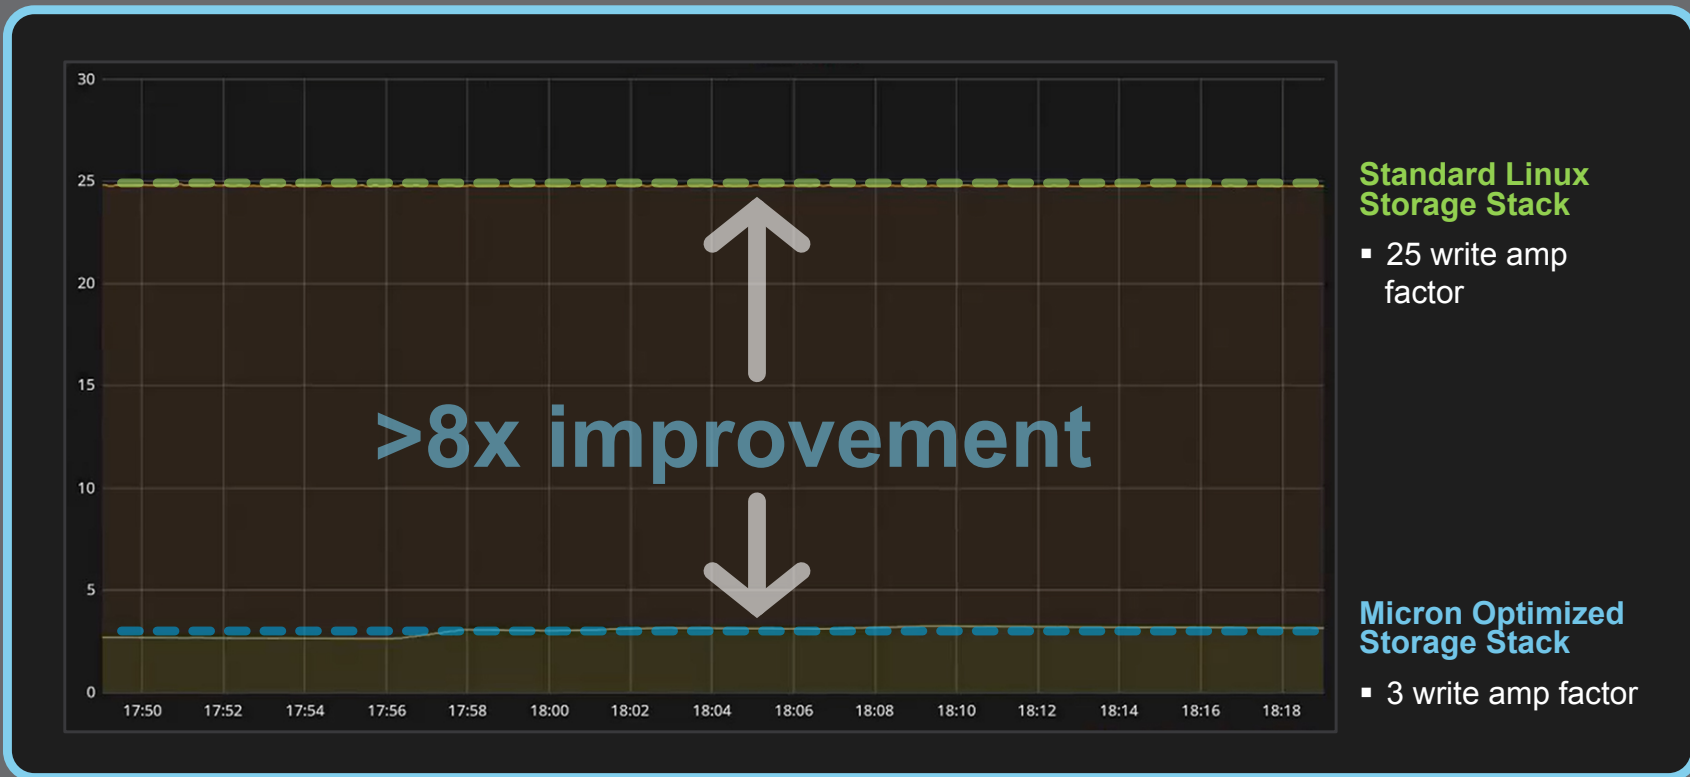 30
25
20
15
10
5
0
17:50 17:52 17:54 17:56 17:58 18:00 18:02 18:04 18:06 18:08 18:10 18:12 18:14 18:16 18:18
>8x improvement
Standard Linux
Storage Stack
▪ 25 write amp
factor
Micron Optimized
Storage Stack
▪ 3 write amp factor